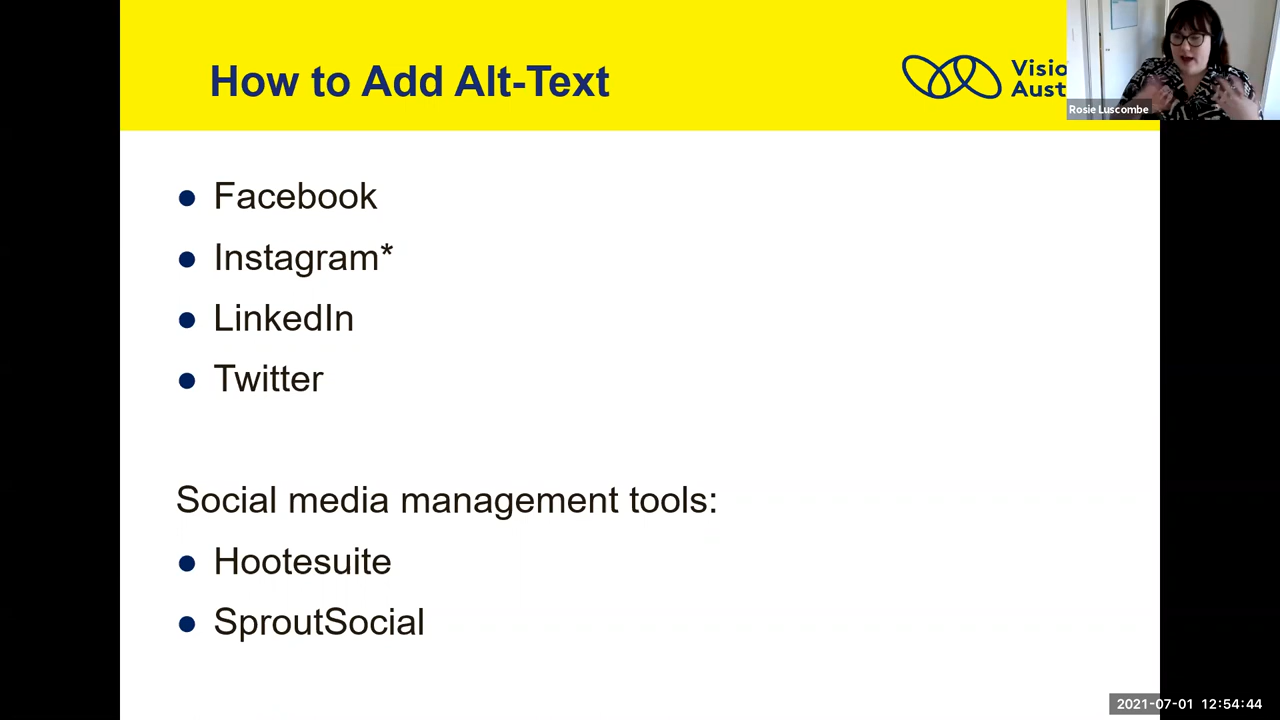 How to Add Alt-Text
Visio
Aust
Rosie Luscombe
● Facebook
● Instagram*
● LinkedIn
● Twitter
Social media management tools:
● Hootesuite
● SproutSocial
2021-07-01 12:54:44